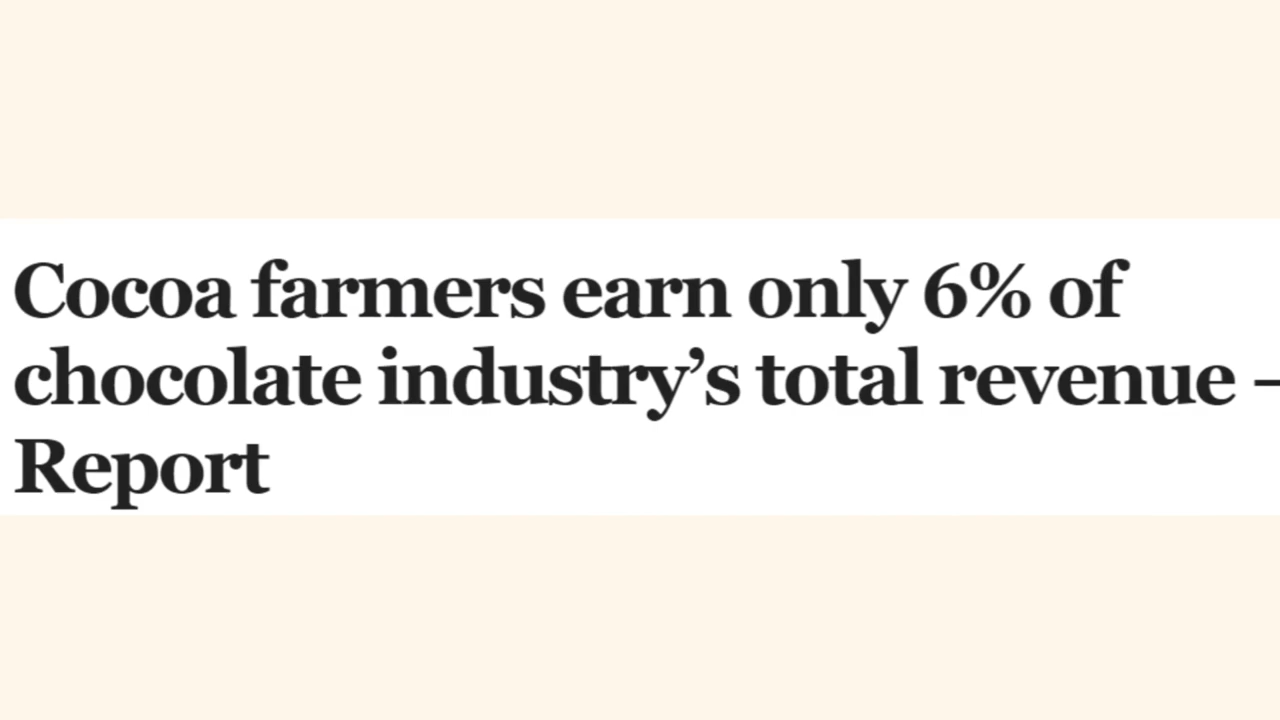 Cocoa farmers earn only 6% of
chocolate industry’s total revenue –
Report